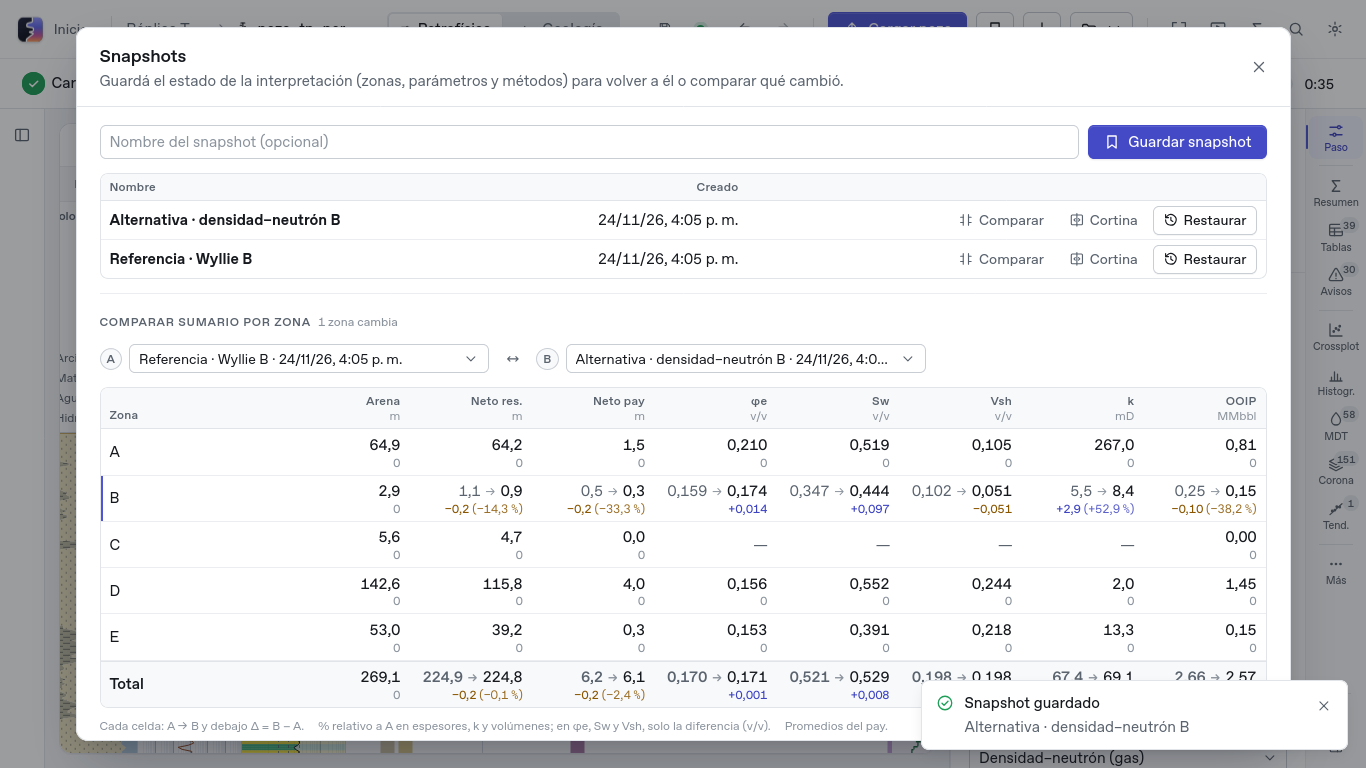 Snapshots
Guardá el estado de la interpretación (zonas, parámetros y métodos) para volver a él o comparar qué cambió.
0:35
Nombre del snapshot (opcional)
Guardar snapshot
Nombre Creado
Alternativa · densidad–neutrón B 24/11/26, 4:05 p. m. Comparar Cortina Restaurar
Referencia · Wyllie B 24/11/26, 4:05 p. m. Comparar Cortina Restaurar
COMPARAR SUMARIO POR ZONA 1 zona cambia
A Referencia · Wyllie B · 24/11/26, 4:05 p. m. ↔ B Alternativa · densidad–neutrón B · 24/11/26, 4:0...
Zona Arena Neto res. Neto pay φe Sw Vsh k OOIP
m m m v/v v/v v/v mD MMbbl
A 64,9 64,2 1,5 0,210 0,519 0,105 267,0 0,81
0 0 0 0 0 0 0 0
B 2,9 1,1 → 0,9 0,5 → 0,3 0,159 → 0,174 0,347 → 0,444 0,102 → 0,051 5,5 → 8,4 0,25 → 0,15
0 −0,2 (−14,3 %) −0,2 (−33,3 %) +0,014 +0,097 −0,051 +2,9 (+52,9 %) −0,10 (−38,2 %)
C 5,6 4,7 0,0 — — — — 0,00
0 0 0 0
D 142,6 115,8 4,0 0,156 0,552 0,244 2,0 1,45
0 0 0 0 0 0 0 0
E 53,0 39,2 0,3 0,153 0,391 0,218 13,3 0,15
0 0 0 0 0 0 0 0
Total 269,1 224,9 → 224,8 6,2 → 6,1 0,170 → 0,171 0,521 → 0,529 0,198 → 0,198 67,4 → 69,1 2,66 → 2,57
0 −0,2 (−0,1 %) −0,2 (−2,4 %) +0,001 +0,008
Cada celda: A → B y debajo Δ = B − A. % relativo a A en espesores, k y volúmenes; en φe, Sw y Vsh, solo la diferencia (v/v). Promedios del pay.
Snapshot guardado
Alternativa · densidad–neutrón B
Densidad–neutrón (gas)
Paso
Resumen
39
Tablas
30
Avisos
Crossplot
Histogr.
58
MDT
151
Corona
1
Tend.
Más